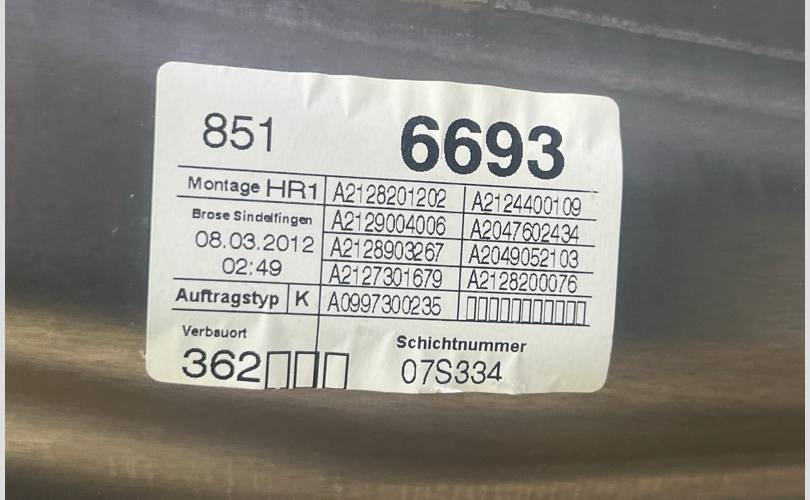 851 6693
Montage HR1 A2128201202 A2124400109
Brose Sindelfingen A2129004006 A2047602434
08.03.2012 A2128903267 A2049052103
02:49 A2127301679 A2128200076
Auftragstyp K A0997300235 ▯▯▯▯▯▯▯▯▯▯▯
Verbauort Schichtnummer
362▯▯▯ 07S334